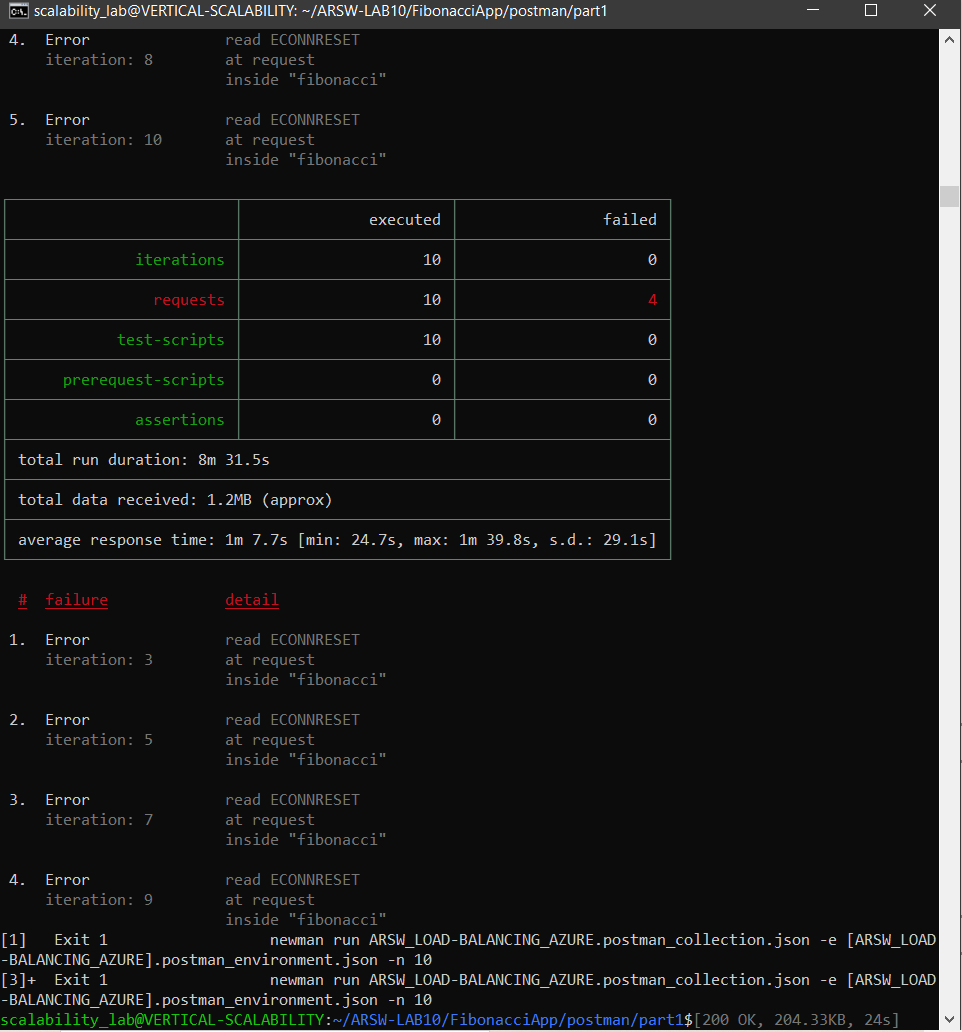 scalability_lab@VERTICAL-SCALABILITY: ~/ARSW-LAB10/FibonacciApp/postman/part1
4. Error read ECONNRESET
iteration: 8 at request
inside "fibonacci"
5. Error read ECONNRESET
iteration: 10 at request
inside "fibonacci"
executed failed
iterations 10 0
requests 10 4
test-scripts 10 0
prerequest-scripts 0 0
assertions 0 0
total run duration: 8m 31.5s
total data received: 1.2MB (approx)
average response time: 1m 7.7s [min: 24.7s, max: 1m 39.8s, s.d.: 29.1s]
# failure detail
1. Error read ECONNRESET
iteration: 3 at request
inside "fibonacci"
2. Error read ECONNRESET
iteration: 5 at request
inside "fibonacci"
3. Error read ECONNRESET
iteration: 7 at request
inside "fibonacci"
4. Error read ECONNRESET
iteration: 9 at request
inside "fibonacci"
[1] Exit 1 newman run ARSW_LOAD-BALANCING_AZURE.postman_collection.json -e [ARSW_LOAD
-BALANCING_AZURE].postman_environment.json -n 10
[3]+ Exit 1 newman run ARSW_LOAD-BALANCING_AZURE.postman_collection.json -e [ARSW_LOAD
-BALANCING_AZURE].postman_environment.json -n 10
scalability_lab@VERTICAL-SCALABILITY:~/ARSW-LAB10/FibonacciApp/postman/part1$[200 OK, 204.33KB, 24s]